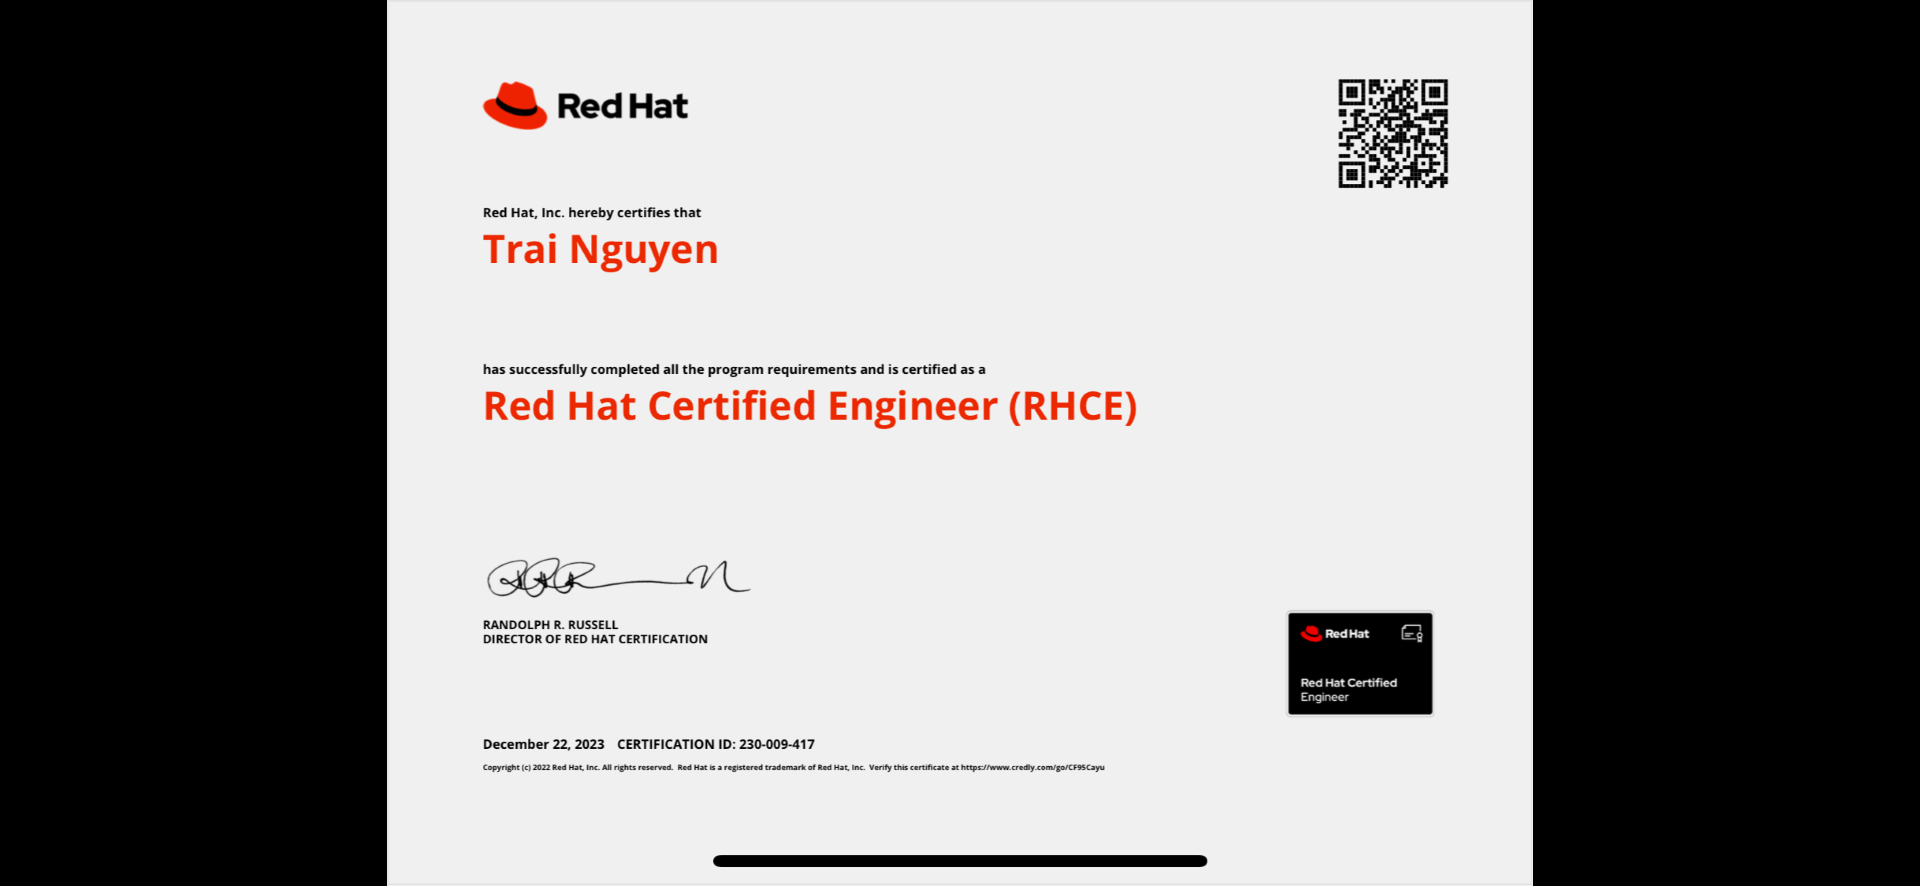 Red Hat
Red Hat, Inc. hereby certifies that
Trai Nguyen
has successfully completed all the program requirements and is certified as a
Red Hat Certified Engineer (RHCE)
RANDOLPH R. RUSSELL
DIRECTOR OF RED HAT CERTIFICATION
Red Hat
Red Hat Certified
Engineer
December 22, 2023 CERTIFICATION ID: 230-009-417
Copyright (c) 2022 Red Hat, Inc. All rights reserved. Red Hat is a registered trademark of Red Hat, Inc. Verify this certificate at https://www.credly.com/go/CF95Cayu